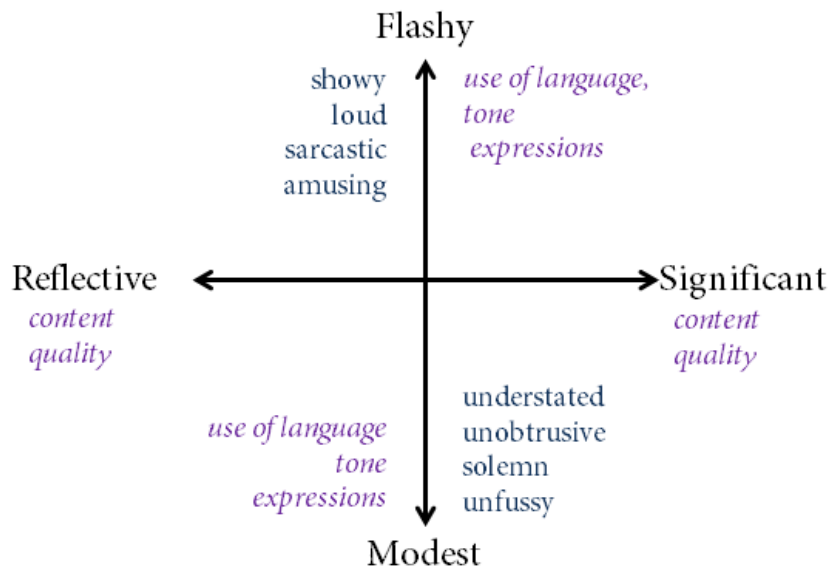 Flashy
showy
loud
sarcastic
amusing
use of language,
tone
expressions
Reflective
content
quality
Significant
content
quality
use of language
tone
expressions
understated
unobtrusive
solemn
unfussy
Modest